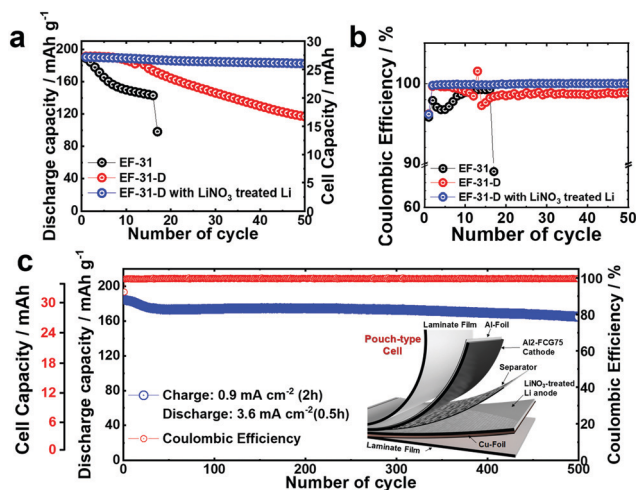 a
Discharge capacity / mAh g⁻¹
200
160
120
80
40
0
EF-31
EF-31-D
EF-31-D with LiNO₃ treated Li
0 10 20 30 40 50
Number of cycle
30
25
20
15
10
5
0
Cell Capacity / mAh
b
Coulombic Efficiency / %
100
90
60
EF-31
EF-31-D
EF-31-D with LiNO₃ treated Li
0 10 20 30 40 50
Number of cycle
c
Cell Capacity / mAh
30
24
18
12
6
0
Discharge capacity / mAh g⁻¹
200
160
120
80
40
0
Charge: 0.9 mA cm⁻² (2h)
Discharge: 3.6 mA cm⁻²(0.5h)
Coulombic Efficiency
Pouch-type
Cell
Laminate Film
Al-Foil
Al2-FCG75
Cathode
Separator
LiNO₃-treated
Li anode
Cu-Foil
Laminate Film
100
80
60
40
20
0
Coulombic Efficiency / %
0 100 200 300 400 500
Number of cycle